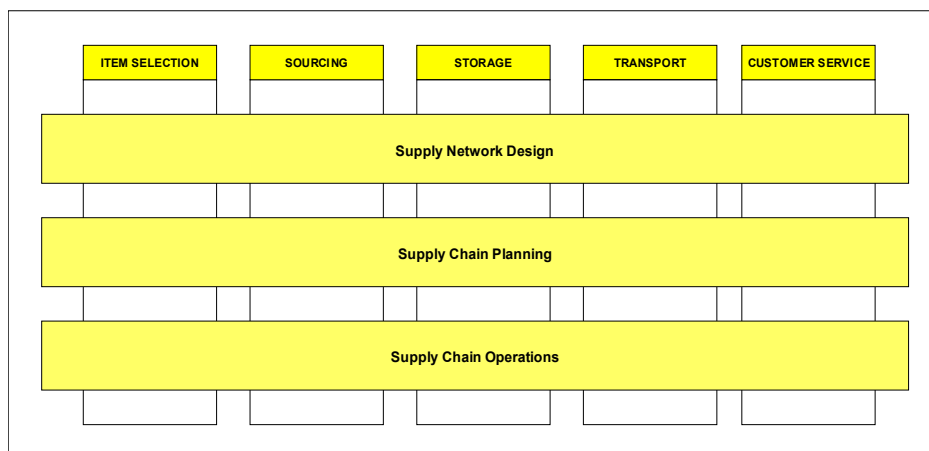 ITEM SELECTION
SOURCING
STORAGE
TRANSPORT
CUSTOMER SERVICE
Supply Network Design
Supply Chain Planning
Supply Chain Operations